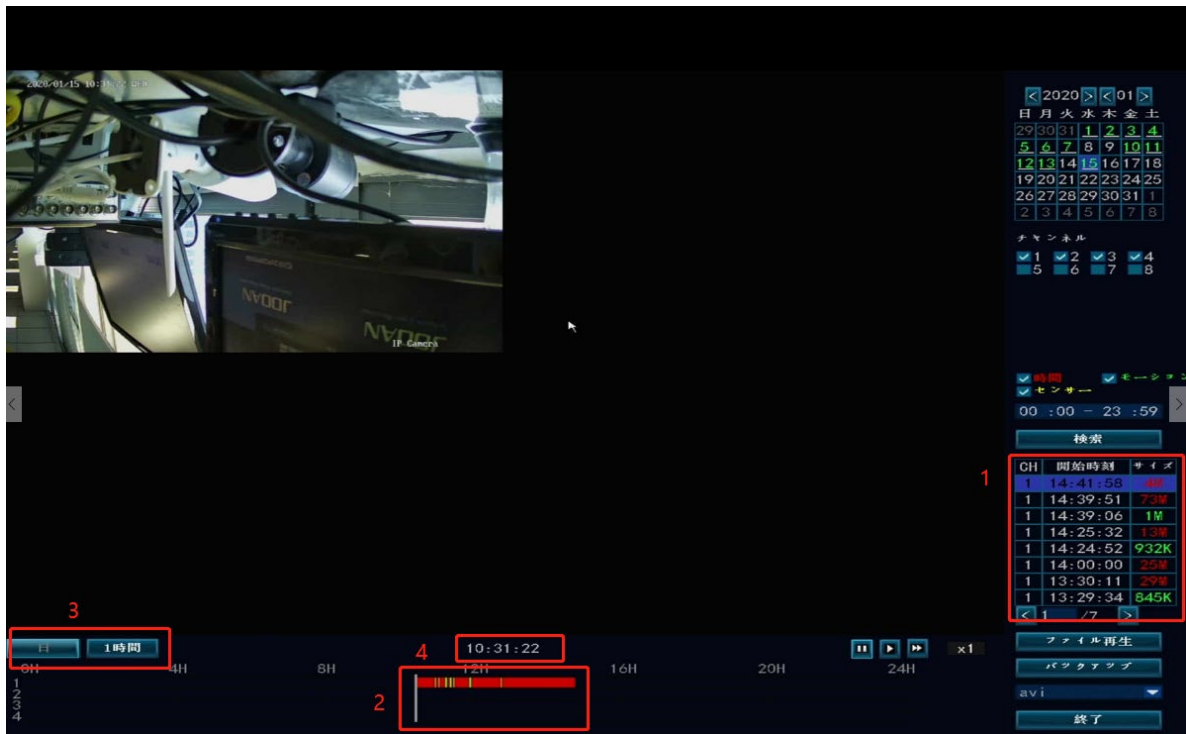 2020/01/15 10:31:22
NVOOL
IP-Camera
< 2020 > < 01 >
日 月 火 水 木 金 土
29 30 31 1 2 3 4
5 6 7 8 9 10 11
12 13 14 15 16 17 18
19 20 21 22 23 24 25
26 27 28 29 30 31 1
2 3 4 5 6 7 8
チャンネル
1 2 3 4
5 6 7 8
時間 モーション
センサー
00 :00 - 23 :59
検索
1
CH 開始時刻 サイズ
1 14:41:58 4M
1 14:39:51 73M
1 14:39:06 1M
1 14:25:32 13M
1 14:24:52 932K
1 14:00:00 25M
1 13:30:11 29M
1 13:29:34 845K
< 1 /7 >
3
日 1時間
4 10:31:22
x1
0H 4H 8H 12H 16H 20H 24H
1
2
3
4
2
ファイル再生
バックアップ
avi
終了